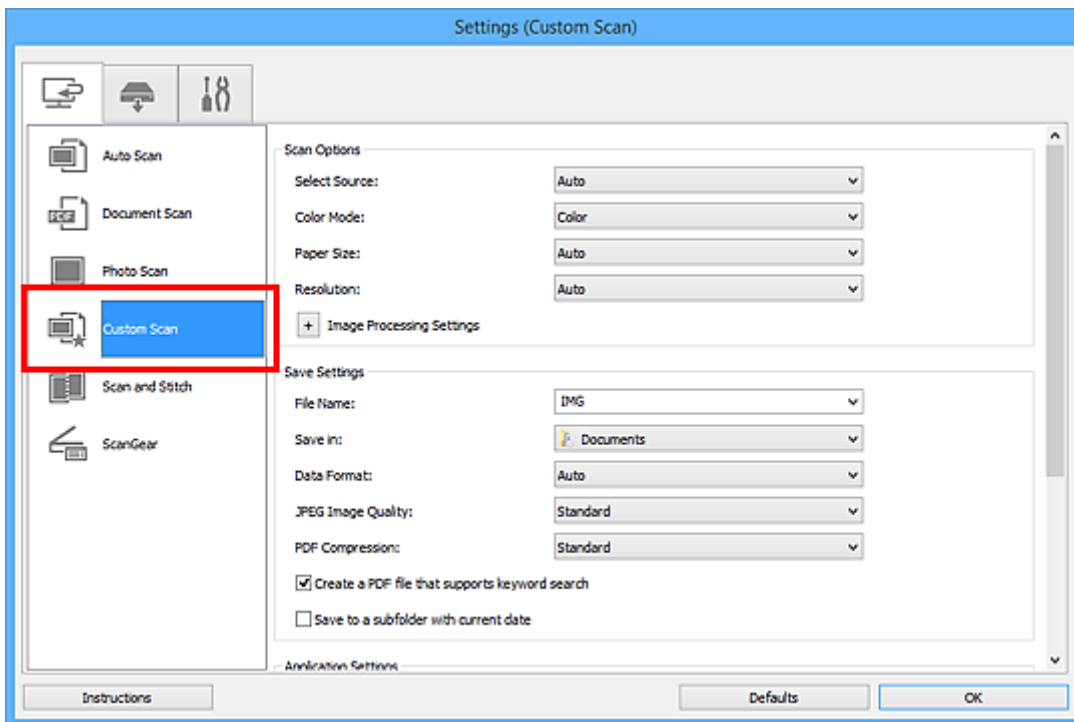 Settings (Custom Scan)
Auto Scan
PDF
Document Scan
Photo Scan
Custom Scan
Scan and Stitch
ScanGear
Scan Options
Select Source: Auto
Color Mode: Color
Paper Size: Auto
Resolution: Auto
+ Image Processing Settings
Save Settings
File Name: IMG
Save in: Documents
Data Format: Auto
JPEG Image Quality: Standard
PDF Compression: Standard
Create a PDF file that supports keyword search
Save to a subfolder with current date
Application Settings
Instructions Defaults OK